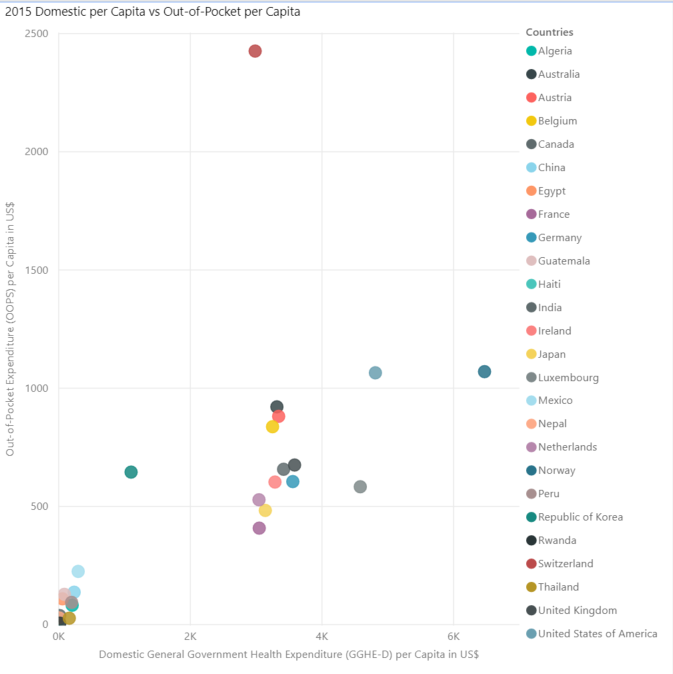 2015 Domestic per Capita vs Out-of-Pocket per Capita
Out-of-Pocket Expenditure (OOPS) per Capita in US$
2500
2000
1500
1000
500
0
0K 2K 4K 6K
Domestic General Government Health Expenditure (GGHE-D) per Capita in US$
Countries
Algeria
Australia
Austria
Belgium
Canada
China
Egypt
France
Germany
Guatemala
Haiti
India
Ireland
Japan
Luxembourg
Mexico
Nepal
Netherlands
Norway
Peru
Republic of Korea
Rwanda
Switzerland
Thailand
United Kingdom
United States of America